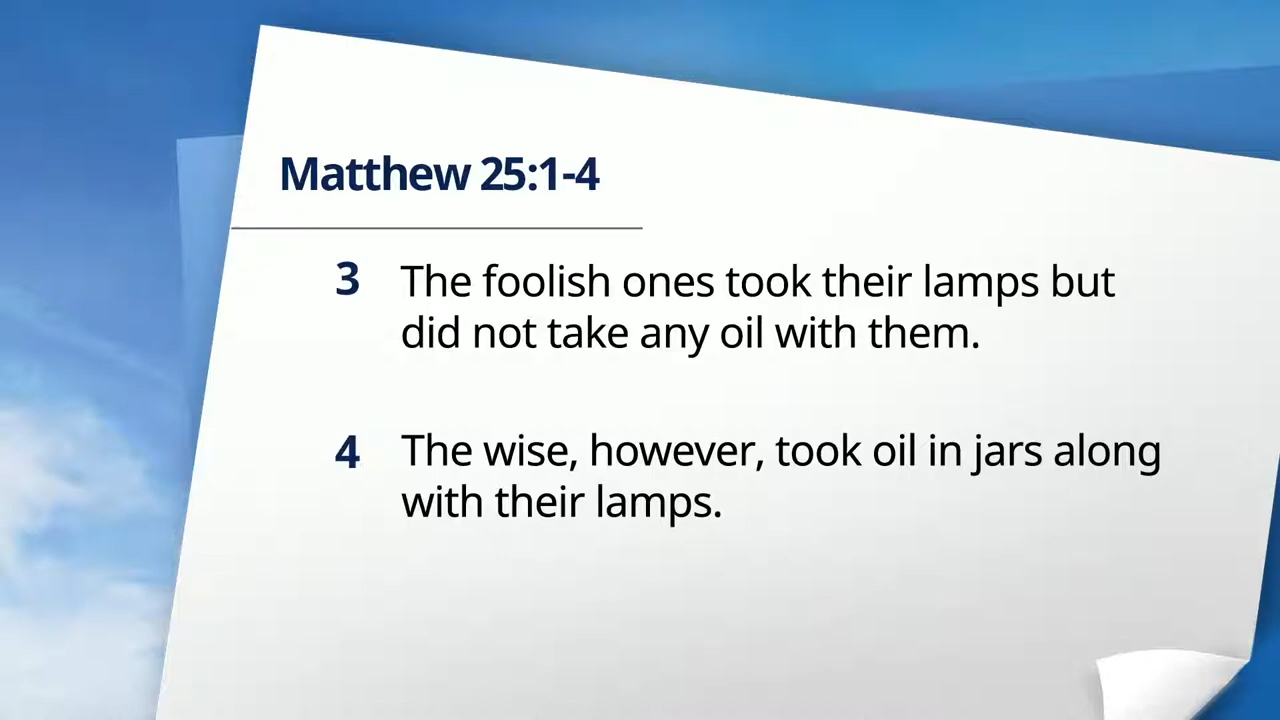 Matthew 25:1-4
3 The foolish ones took their lamps but
did not take any oil with them.
4 The wise, however, took oil in jars along
with their lamps.